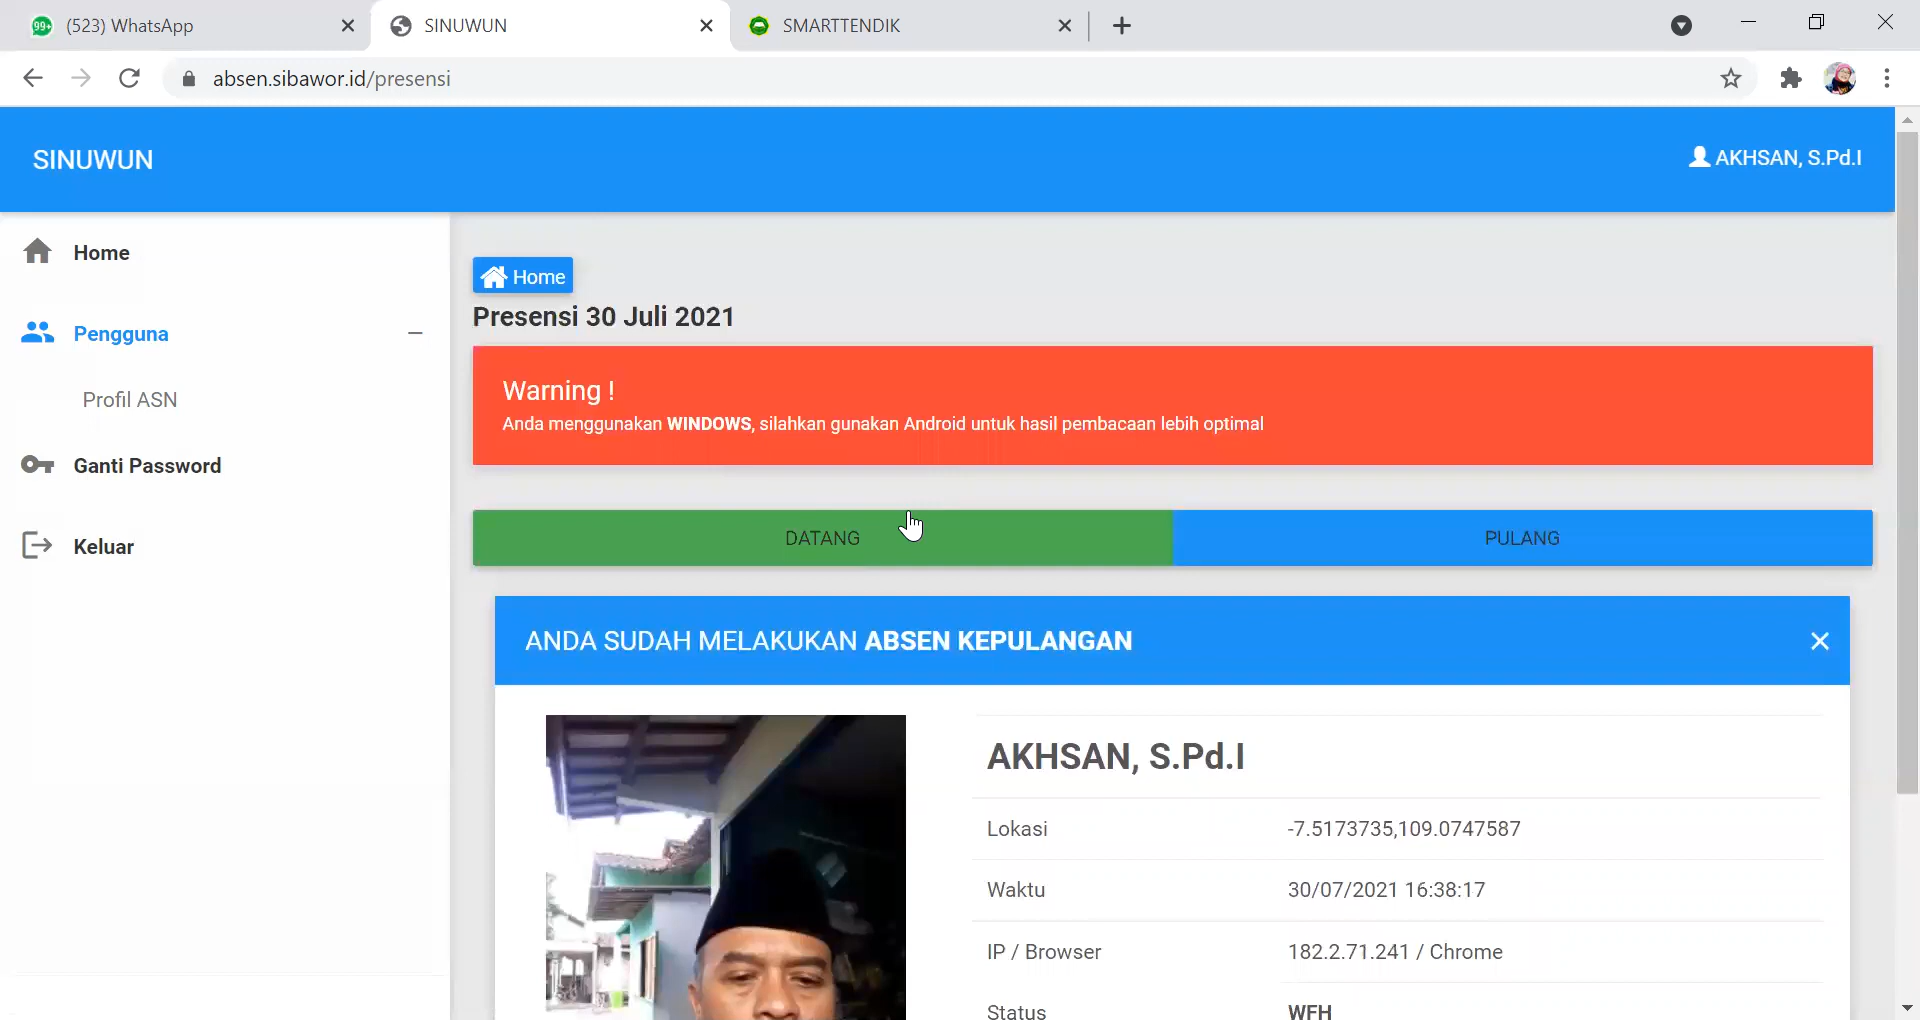 (523) WhatsApp
SINUWUN
SMARTTENDIK
absen.sibawor.id/presensi
SINUWUN
AKHSAN, S.Pd.I
Home
Pengguna
Profil ASN
Ganti Password
Keluar
Home
Presensi 30 Juli 2021
Warning !
Anda menggunakan WINDOWS, silahkan gunakan Android untuk hasil pembacaan lebih optimal
DATANG
PULANG
ANDA SUDAH MELAKUKAN ABSEN KEPULANGAN
AKHSAN, S.Pd.I
Lokasi -7.5173735,109.0747587
Waktu 30/07/2021 16:38:17
IP / Browser 182.2.71.241 / Chrome
Status WFH